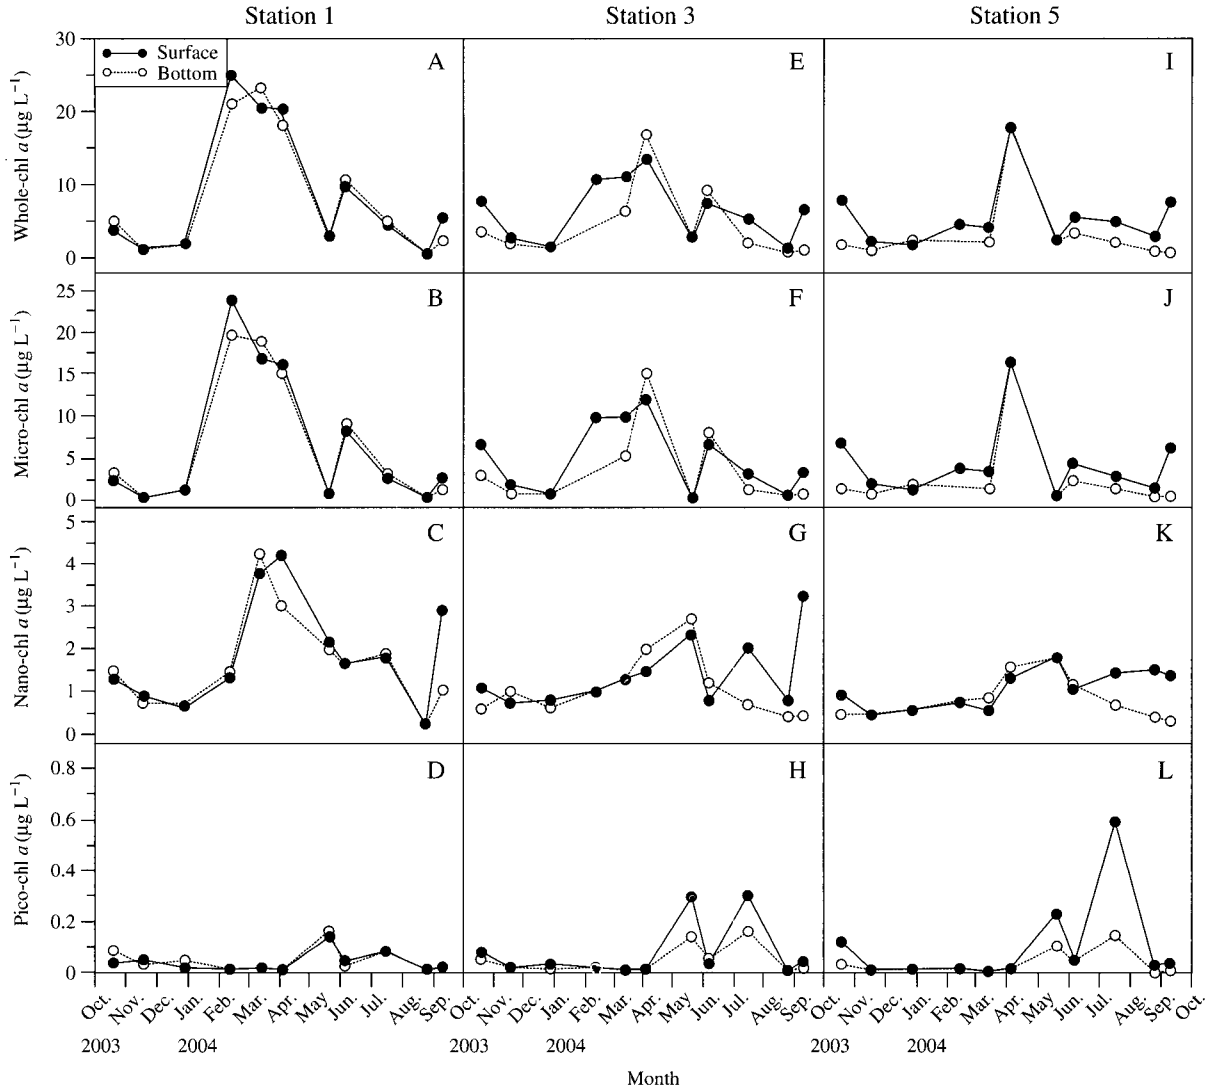 Station 1 Station 3 Station 5
Surface
Bottom
A E I
Whole-chl a (µg L⁻¹)
30
20
10
0
B F J
Micro-chl a (µg L⁻¹)
25
20
15
10
5
0
C G K
Nano-chl a (µg L⁻¹)
5
4
3
2
1
0
D H L
Pico-chl a (µg L⁻¹)
0.8
0.6
0.4
0.2
0
Oct. Nov. Dec. Jan. Feb. Mar. Apr. May Jun. Jul. Aug. Sep. Oct. Nov. Dec. Jan. Feb. Mar. Apr. May Jun. Jul. Aug. Sep. Oct. Nov. Dec. Jan. Feb. Mar. Apr. May Jun. Jul. Aug. Sep. Oct.
2003 2004 2003 2004 2003 2004
Month